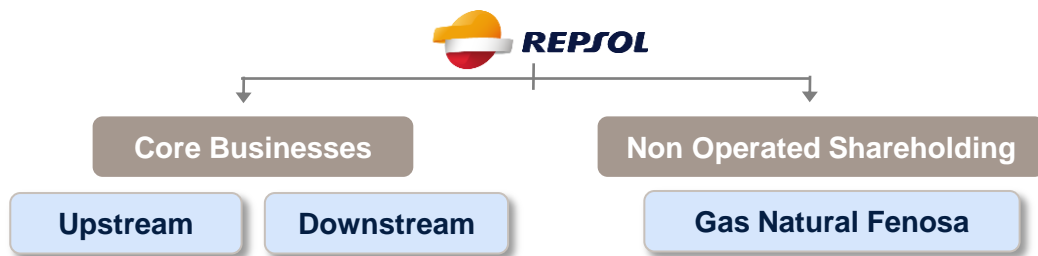 REPSOL
Core Businesses
Non Operated Shareholding
Upstream
Downstream
Gas Natural Fenosa